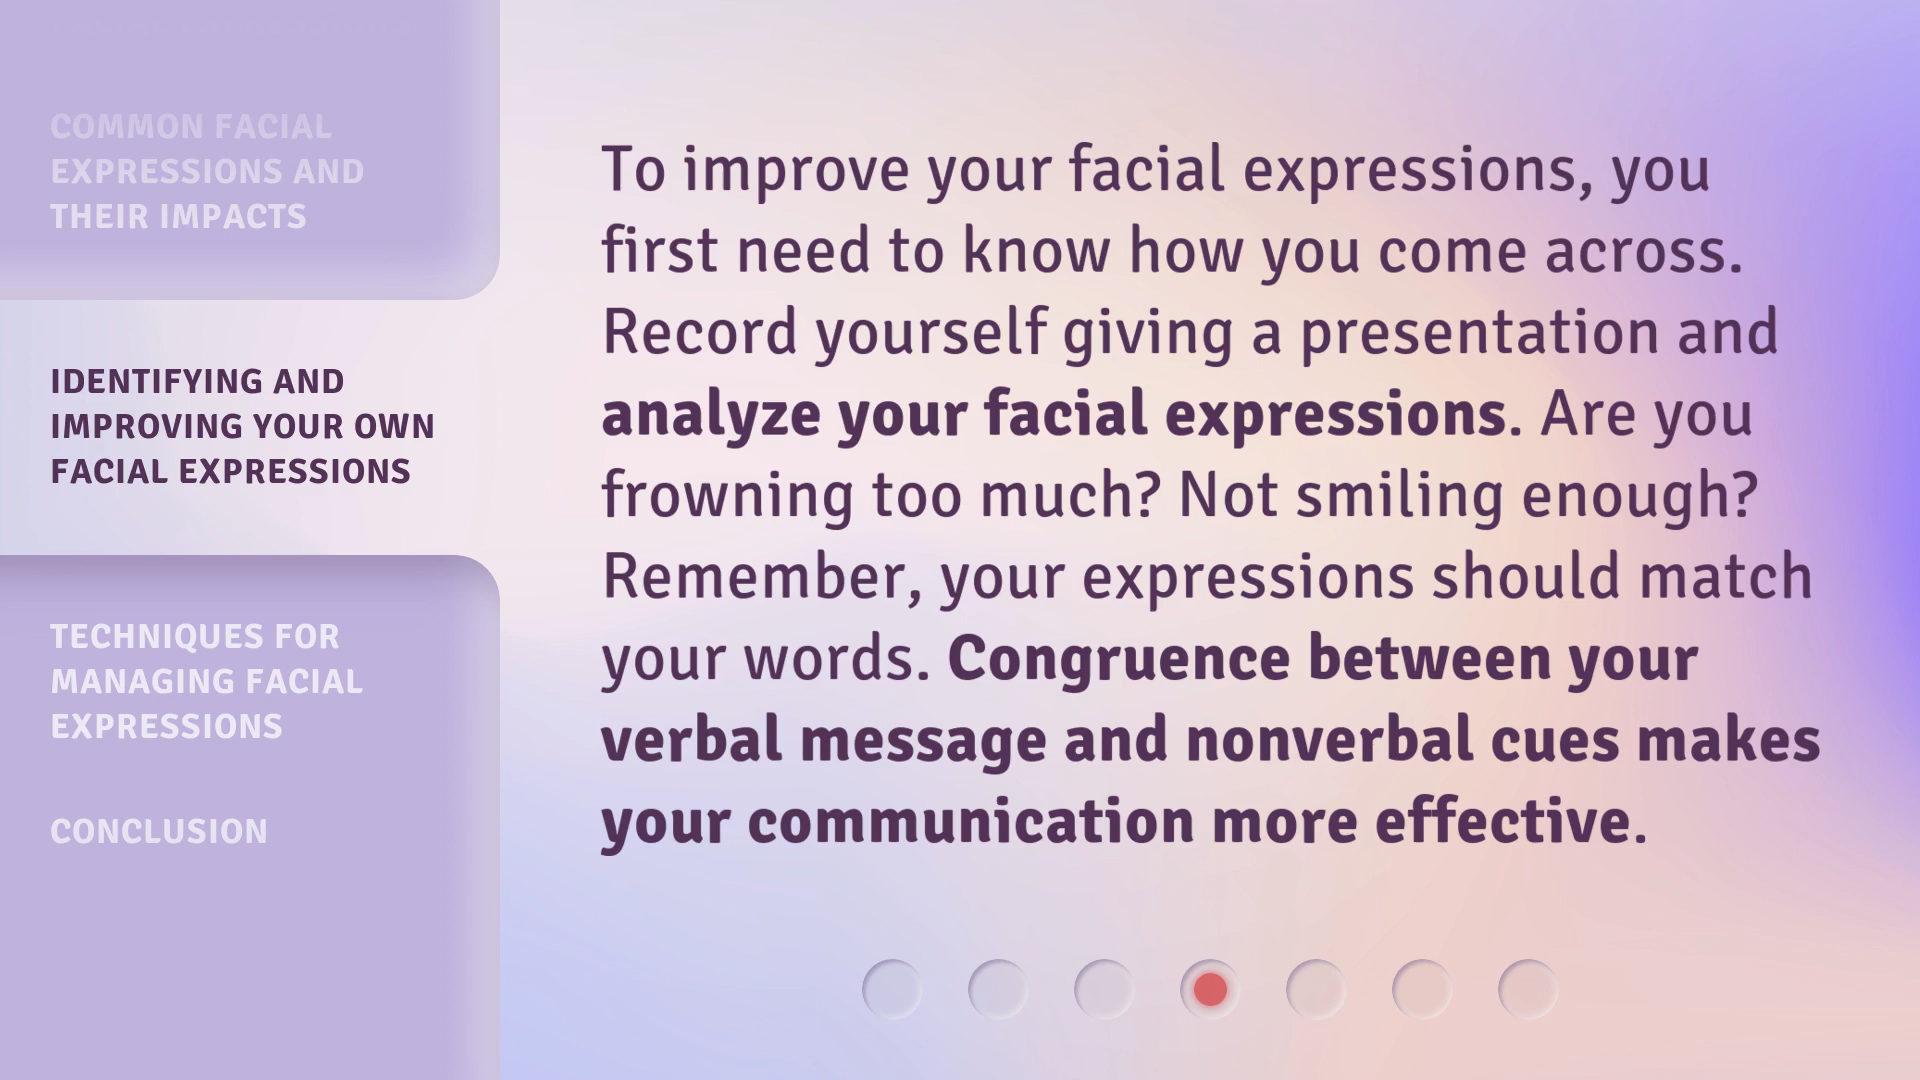 COMMON FACIAL
EXPRESSIONS AND
THEIR IMPACTS
IDENTIFYING AND
IMPROVING YOUR OWN
FACIAL EXPRESSIONS
TECHNIQUES FOR
MANAGING FACIAL
EXPRESSIONS
CONCLUSION
To improve your facial expressions, you
first need to know how you come across.
Record yourself giving a presentation and
analyze your facial expressions. Are you
frowning too much? Not smiling enough?
Remember, your expressions should match
your words. Congruence between your
verbal message and nonverbal cues makes
your communication more effective.